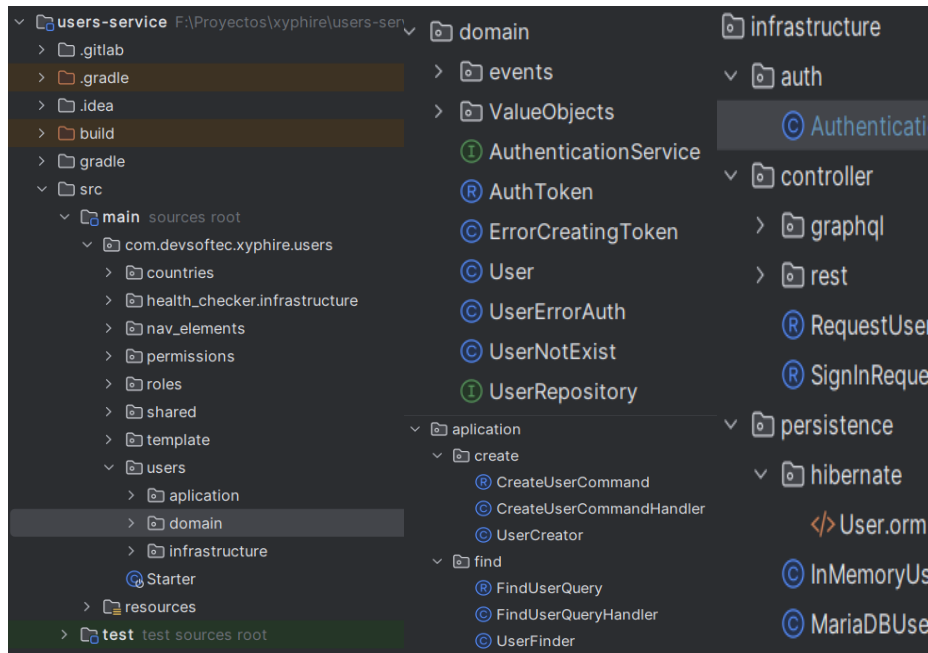 users-service F:\Proyectos\xyphire\users-ser
.gitlab
.gradle
.idea
build
gradle
src
main sources root
com.devsoftec.xyphire.users
countries
health_checker.infrastructure
nav_elements
permissions
roles
shared
template
users
aplication
domain
infrastructure
Starter
resources
test test sources root
domain
events
ValueObjects
AuthenticationService
AuthToken
ErrorCreatingToken
User
UserErrorAuth
UserNotExist
UserRepository
aplication
create
CreateUserCommand
CreateUserCommandHandler
UserCreator
find
FindUserQuery
FindUserQueryHandler
UserFinder
infrastructure
auth
Authenticati
controller
graphql
rest
RequestUser
SignInReque
persistence
hibernate
User.orm
InMemoryUs
MariaDBUse